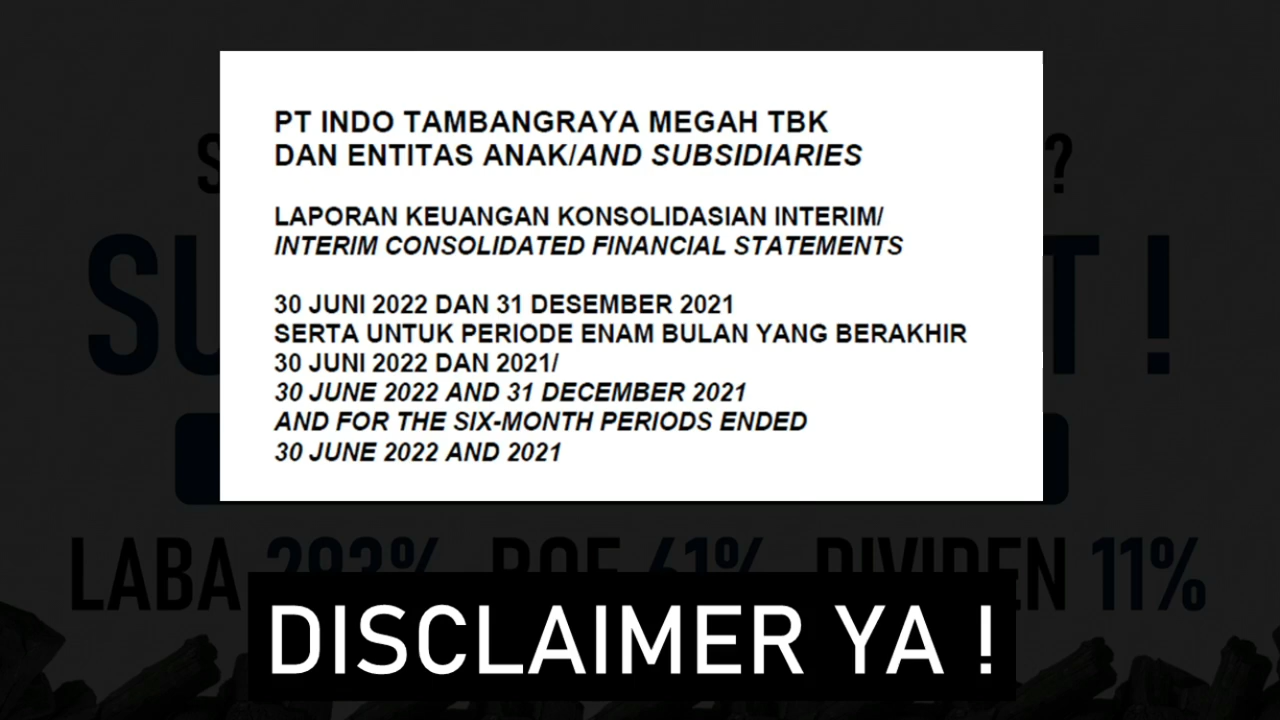 PT INDO TAMBANGRAYA MEGAH TBK
DAN ENTITAS ANAK/AND SUBSIDIARIES
LAPORAN KEUANGAN KONSOLIDASIAN INTERIM/
INTERIM CONSOLIDATED FINANCIAL STATEMENTS
30 JUNI 2022 DAN 31 DESEMBER 2021
SERTA UNTUK PERIODE ENAM BULAN YANG BERAKHIR
30 JUNI 2022 DAN 2021/
30 JUNE 2022 AND 31 DECEMBER 2021
AND FOR THE SIX-MONTH PERIODS ENDED
30 JUNE 2022 AND 2021
LABA 293% ROE 61% DIVIDEN 11%
DISCLAIMER YA !